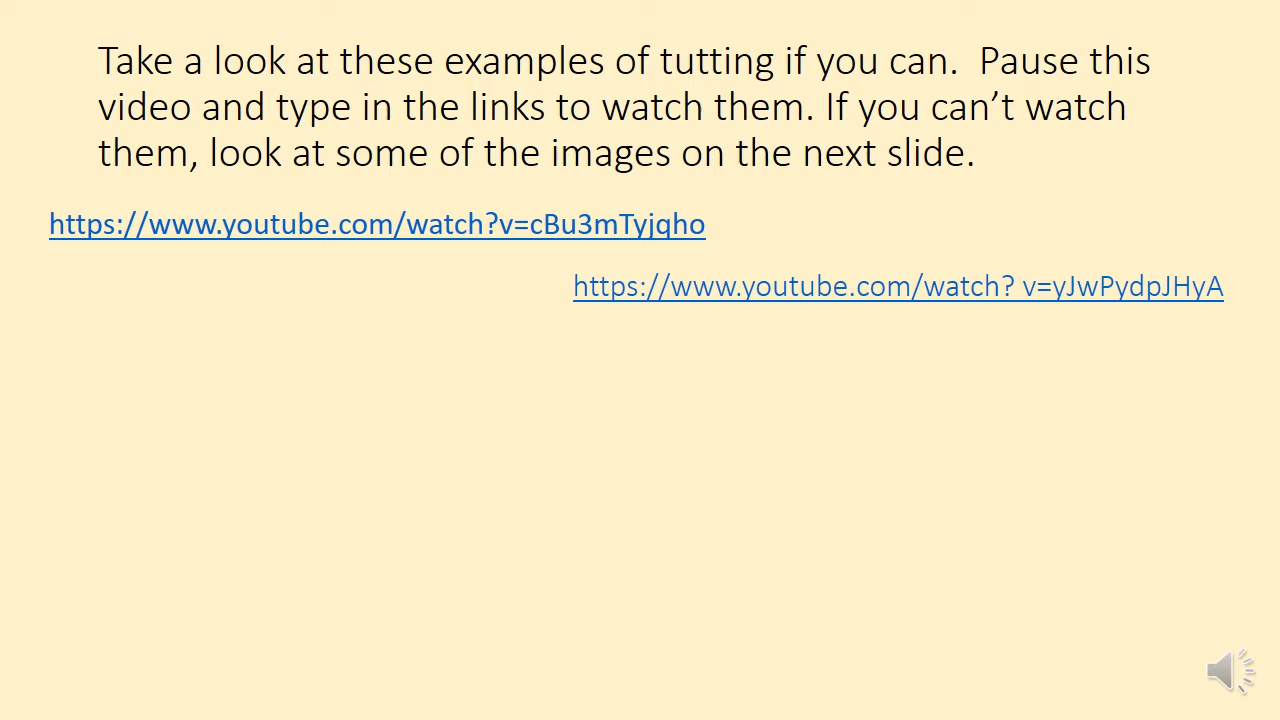 Take a look at these examples of tutting if you can.  Pause this
video and type in the links to watch them. If you can’t watch
them, look at some of the images on the next slide.
https://www.youtube.com/watch?v=cBu3mTyjqho
https://www.youtube.com/watch? v=yJwPydpJHyA